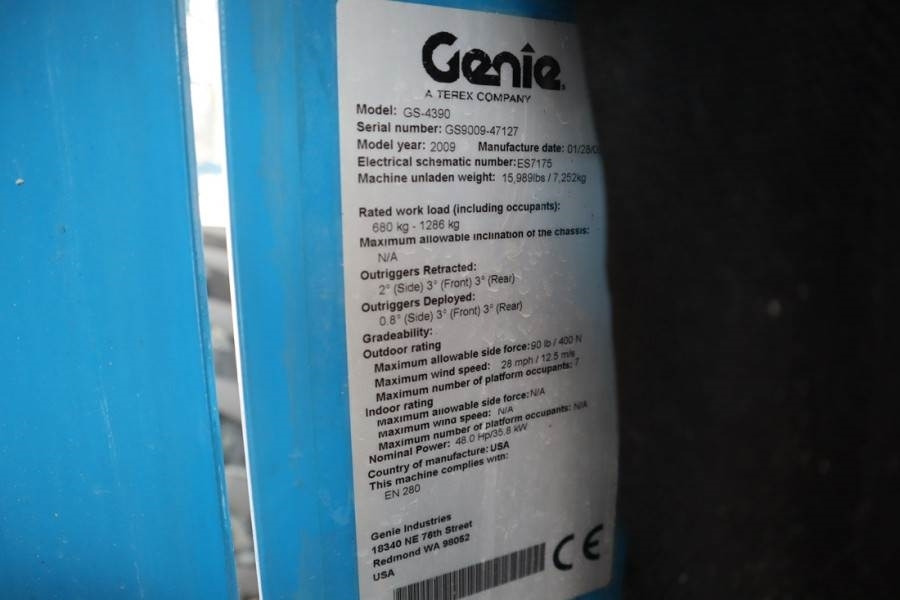 Genie
A TEREX COMPANY
Model: GS-4390
Serial number: GS9009-47127
Model year: 2009 Manufacture date: 01/28/0
Electrical schematic number:ES7175
Machine unladen weight: 15,989lbs / 7,252kg
Rated work load (including occupants):
680 kg - 1286 kg
Maximum allowable inclination of the chassis:
N/A
Outriggers Retracted:
2° (Side) 3° (Front) 3° (Rear)
Outriggers Deployed:
0.8° (Side) 3° (Front) 3° (Rear)
Gradeability:
Outdoor rating
Maximum allowable side force:90 lb / 400 N
Maximum wind speed: 28 mph / 12.5 m/s
Maximum number of platform occupants: 7
Indoor rating
Maximum allowable side force:N/A
Maximum wind speed: N/A
Maximum number of platform occupants: N/A
Nominal Power: 48.0 Hp/35.8 kW
Country of manufacture: USA
This machine complies with:
EN 280
Genie Industries
18340 NE 76th Street
Redmond WA 98052
USA
CE